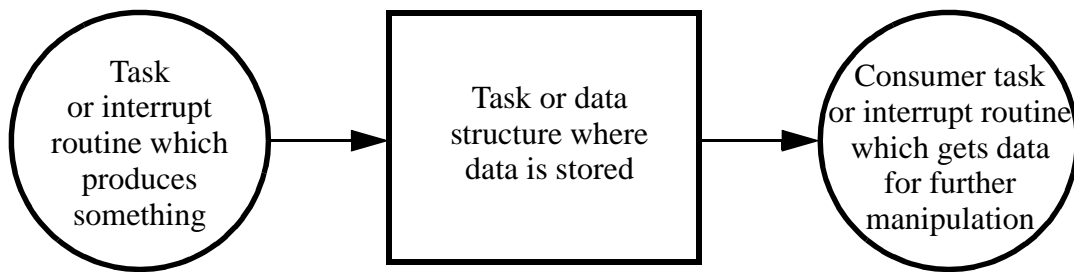 Task
or interrupt
routine which
produces
something
Task or data
structure where
data is stored
Consumer task
or interrupt routine
which gets data
for further
manipulation